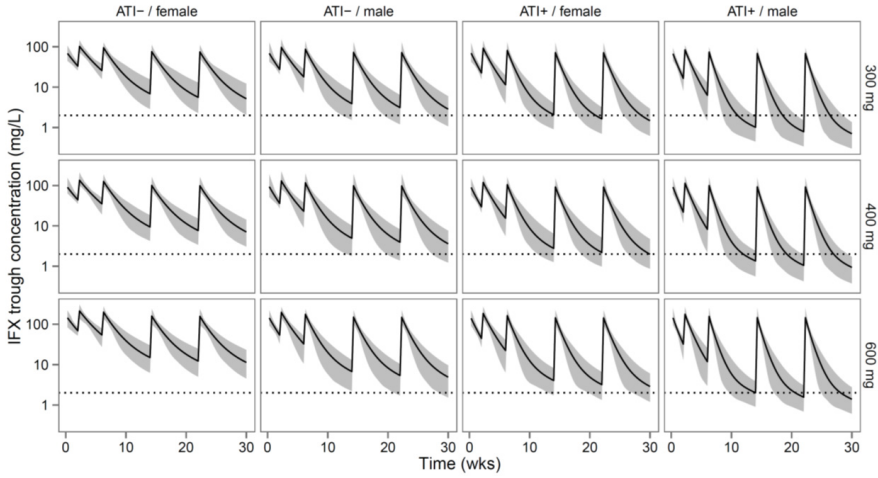 ATI− / female ATI− / male ATI+ / female ATI+ / male
IFX trough concentration (mg/L)
100
10
1
300 mg
100
10
1
400 mg
100
10
1
600 mg
0 10 20 30 0 10 20 30 0 10 20 30 0 10 20 30
Time (wks)